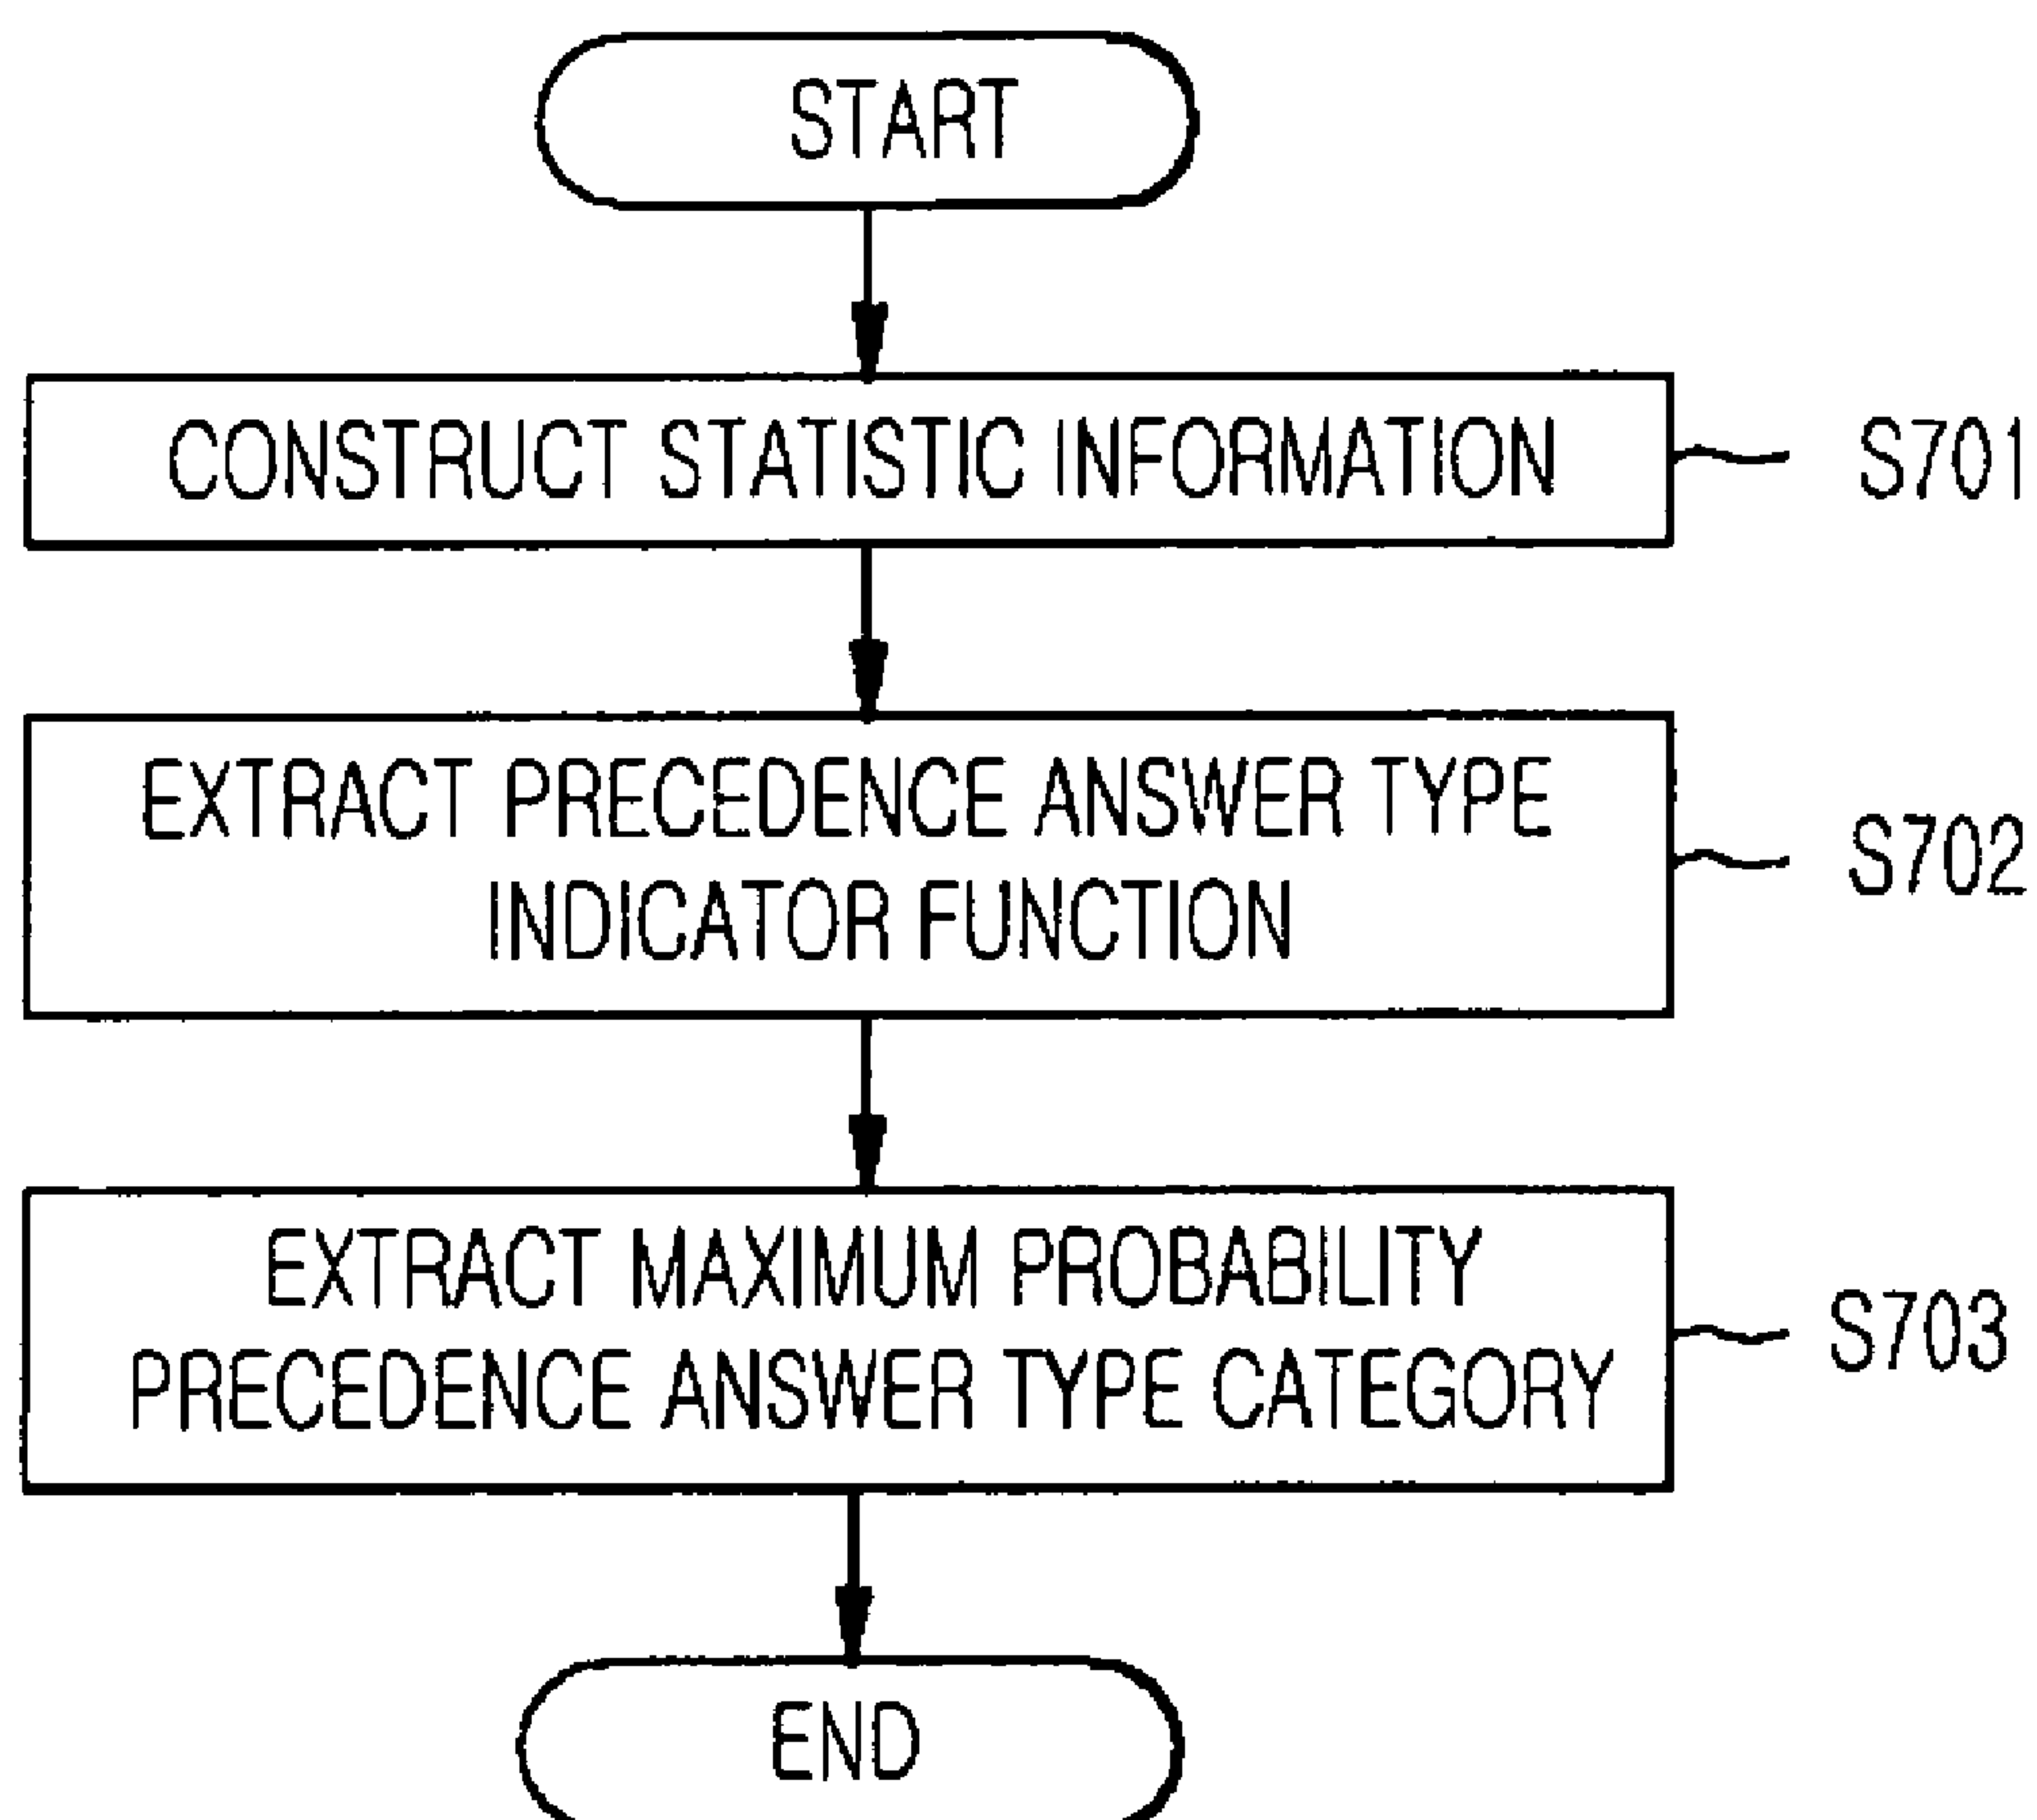 START
CONSTRUCT STATISTIC INFORMATION
S701
EXTRACT PRECEDENCE ANSWER TYPE
INDICATOR FUNCTION
S702
EXTRACT MAXIMUM PROBABILITY
PRECEDENCE ANSWER TYPE CATEGORY
S703
END